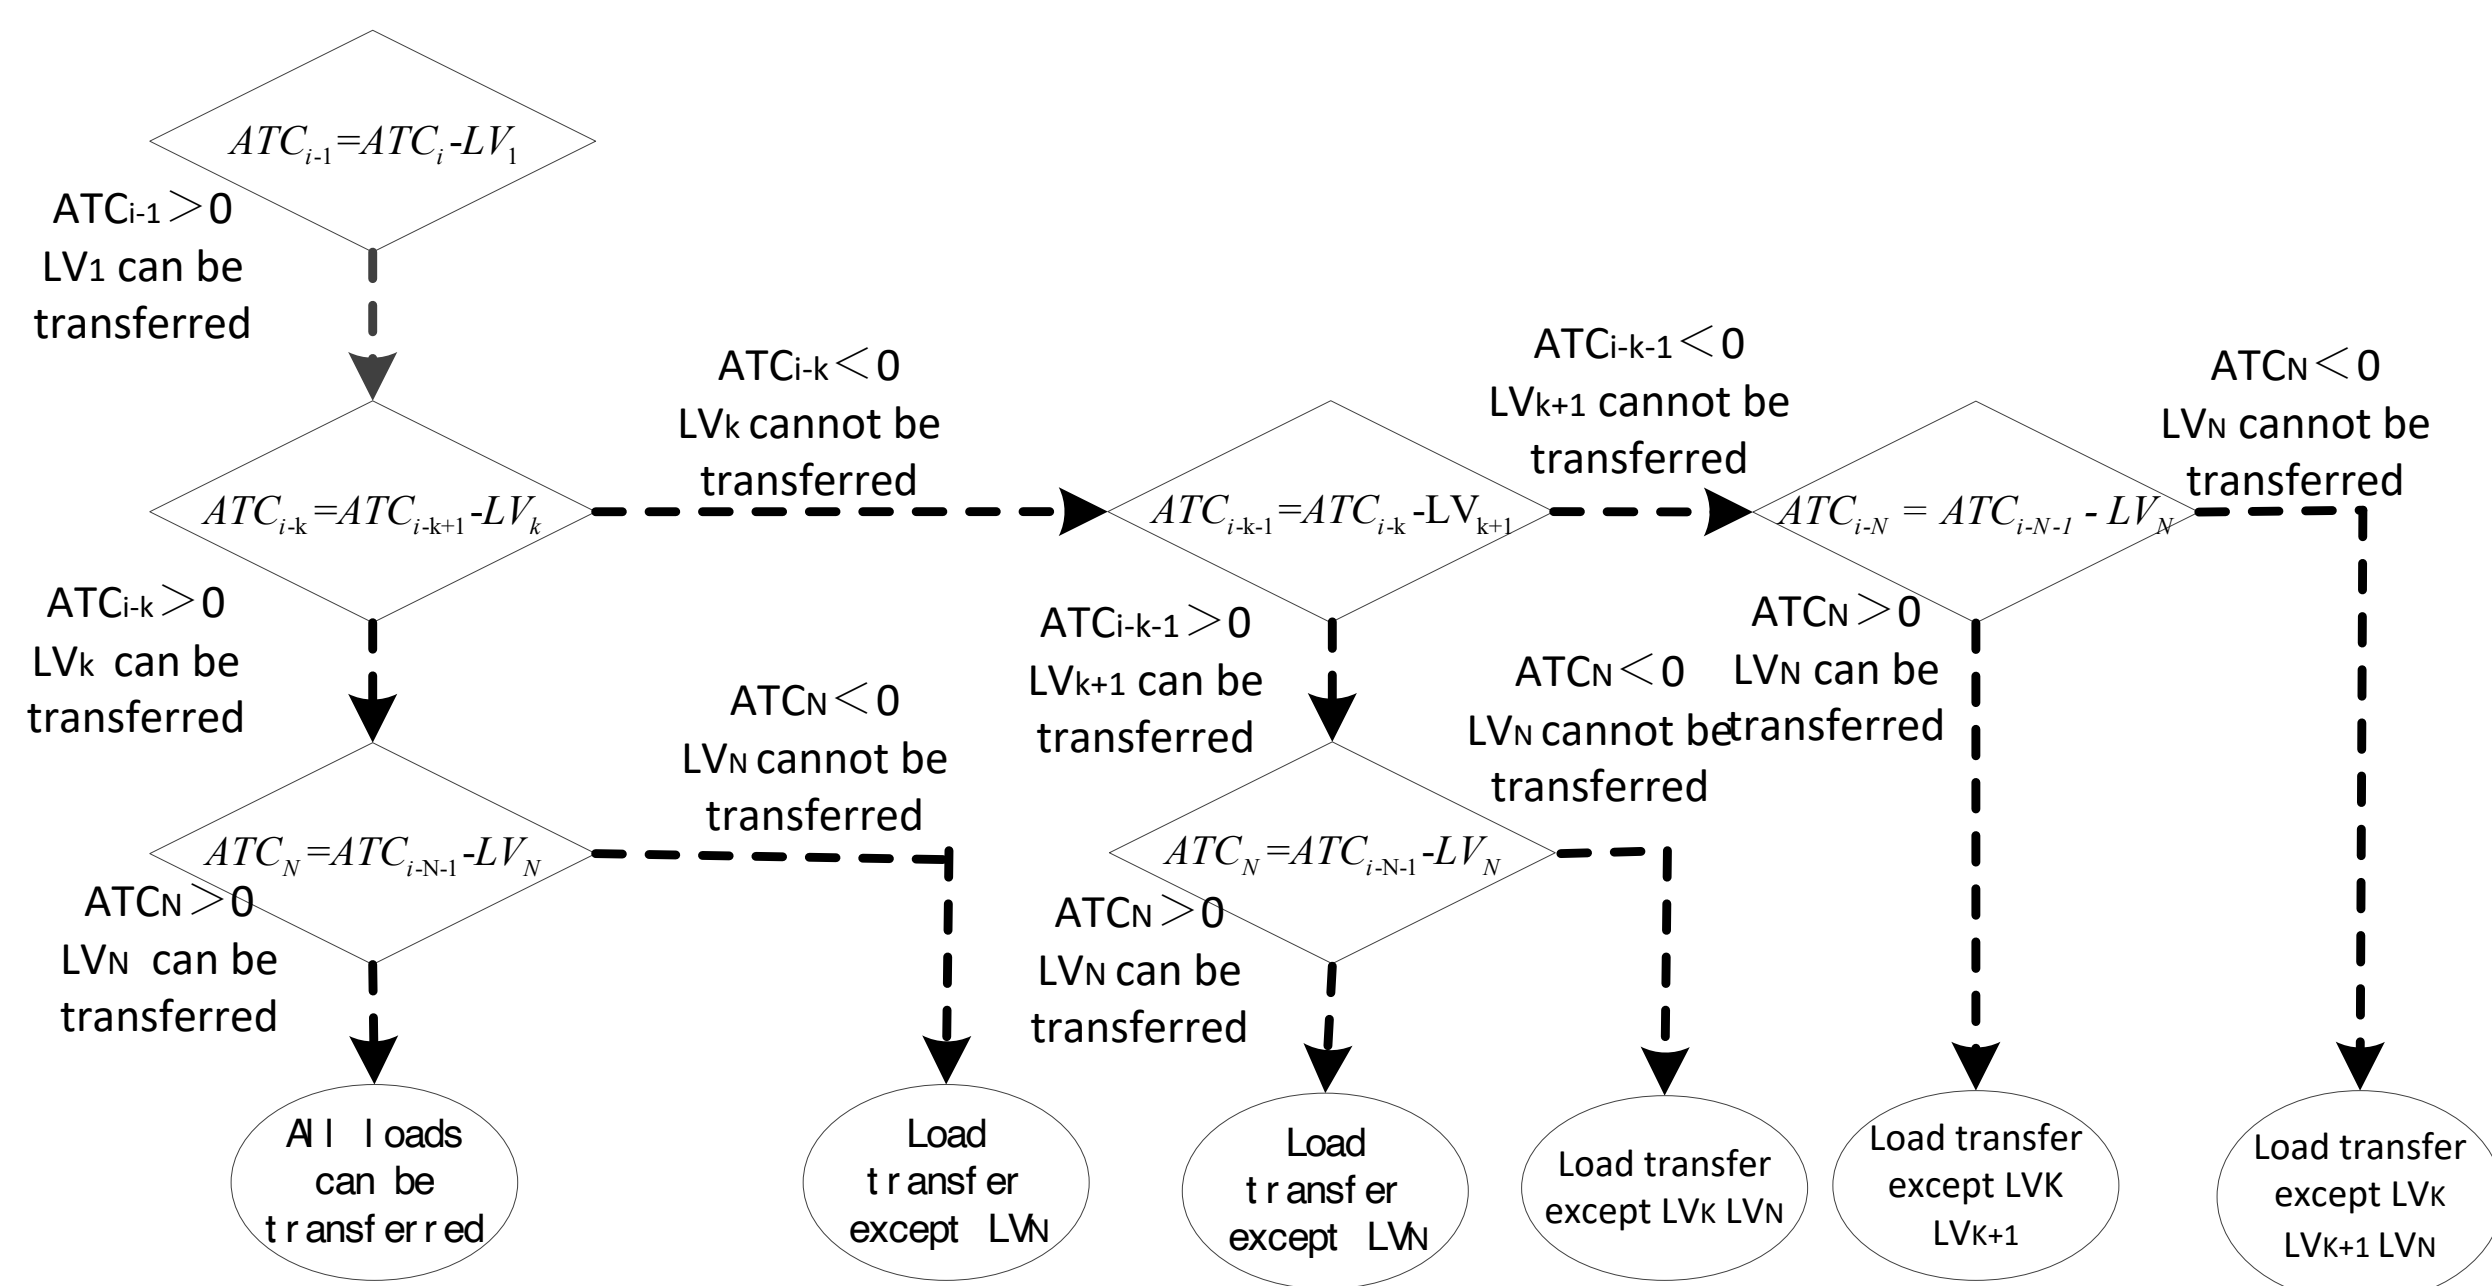 ATCi-1=ATCi-LV1
ATCi-1＞0
LV1 can be
transferred
ATCi-k=ATCi-k+1-LVk
ATCi-k＜0
LVk cannot be
transferred
ATCi-k-1=ATCi-k-LVk+1
ATCi-k-1＜0
LVk+1 cannot be
transferred
ATCi-N = ATCi-N-1 - LVN
ATCN＜0
LVN cannot be
transferred
ATCi-k＞0
LVk can be
transferred
ATCN=ATCi-N-1-LVN
ATCN＜0
LVN cannot be
transferred
ATCi-k-1＞0
LVk+1 can be
transferred
ATCN=ATCi-N-1-LVN
ATCN＜0
LVN cannot be
transferred
ATCN＞0
LVN can be
transferred
ATCN＞0
LVN can be
transferred
ATCN＞0
LVN can be
transferred
All loads
can be
transferred
Load
transfer
except LVN
Load
transfer
except LVN
Load transfer
except LVK LVN
Load transfer
except LVK
LVK+1
Load transfer
except LVK
LVK+1 LVN